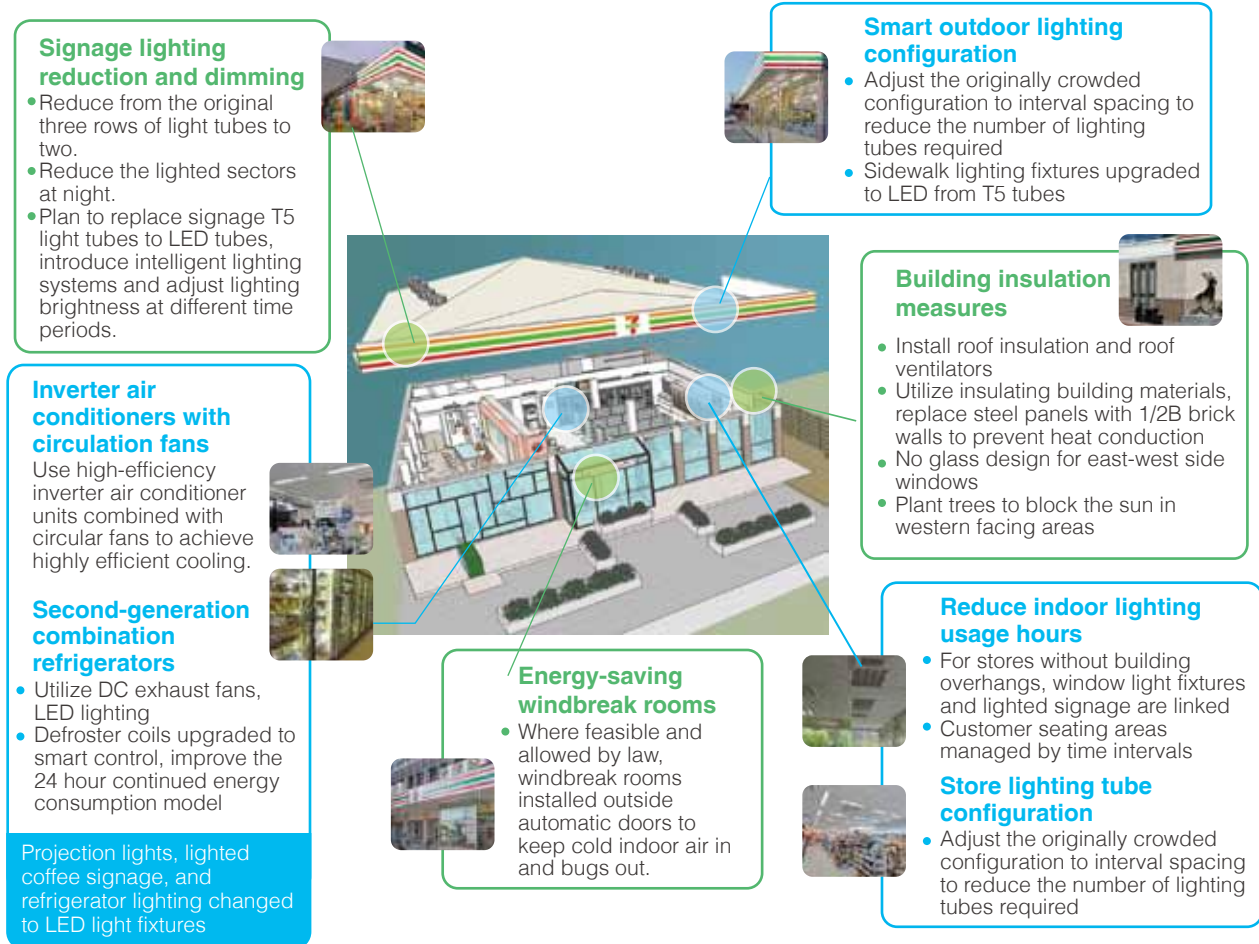 Signage lighting
reduction and dimming
• Reduce from the original
three rows of light tubes to
two.
• Reduce the lighted sectors
at night.
• Plan to replace signage T5
light tubes to LED tubes,
introduce intelligent lighting
systems and adjust lighting
brightness at different time
periods.
Smart outdoor lighting
configuration
• Adjust the originally crowded
configuration to interval spacing to
reduce the number of lighting
tubes required
• Sidewalk lighting fixtures upgraded
to LED from T5 tubes
Building insulation
measures
• Install roof insulation and roof
ventilators
• Utilize insulating building materials,
replace steel panels with 1/2B brick
walls to prevent heat conduction
• No glass design for east-west side
windows
• Plant trees to block the sun in
western facing areas
7
Inverter air
conditioners with
circulation fans
Use high-efficiency
inverter air conditioner
units combined with
circular fans to achieve
highly efficient cooling.
Second-generation
combination
refrigerators
• Utilize DC exhaust fans,
LED lighting
• Defroster coils upgraded to
smart control, improve the
24 hour continued energy
consumption model
Projection lights, lighted
coffee signage, and
refrigerator lighting changed
to LED light fixtures
Energy-saving
windbreak rooms
• Where feasible and
allowed by law,
windbreak rooms
installed outside
automatic doors to
keep cold indoor air in
and bugs out.
Reduce indoor lighting
usage hours
• For stores without building
overhangs, window light fixtures
and lighted signage are linked
• Customer seating areas
managed by time intervals
Store lighting tube
configuration
• Adjust the originally crowded
configuration to interval spacing
to reduce the number of lighting
tubes required